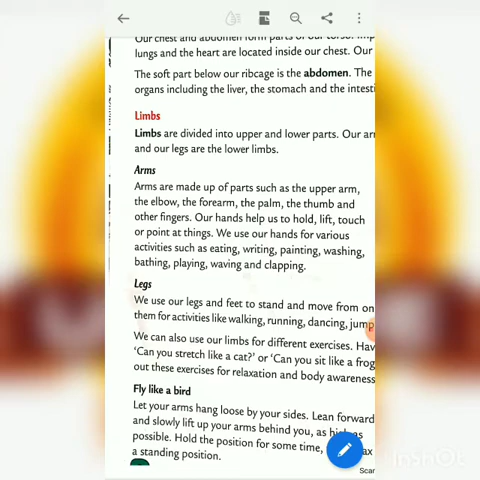 Our chest and abdomen form parts of our torso.
lungs and the heart are located inside our chest. Our
The soft part below our ribcage is the abdomen. The
organs including the liver, the stomach and the
Limbs
Limbs are divided into upper and lower parts. Our
and our legs are the lower limbs.
Arms
Arms are made up of parts such as the upper arm,
the elbow, the forearm, the palm, the thumb and
other fingers. Our hands help us to hold, lift, touch
or point at things. We use our hands for various
activities such as eating, writing, painting, washing,
bathing, playing, waving and clapping.
Legs
We use our legs and feet to stand and move from
them for activities like walking, running, dancing,
We can also use our limbs for different exercises.
'Can you stretch like a cat?' or 'Can you sit like a frog
out these exercises for relaxation and body awareness
Fly like a bird
Let your arms hang loose by your sides. Lean forward
and slowly lift up your arms behind you, as high as
possible. Hold the position for some time,
a standing position.
InShOt